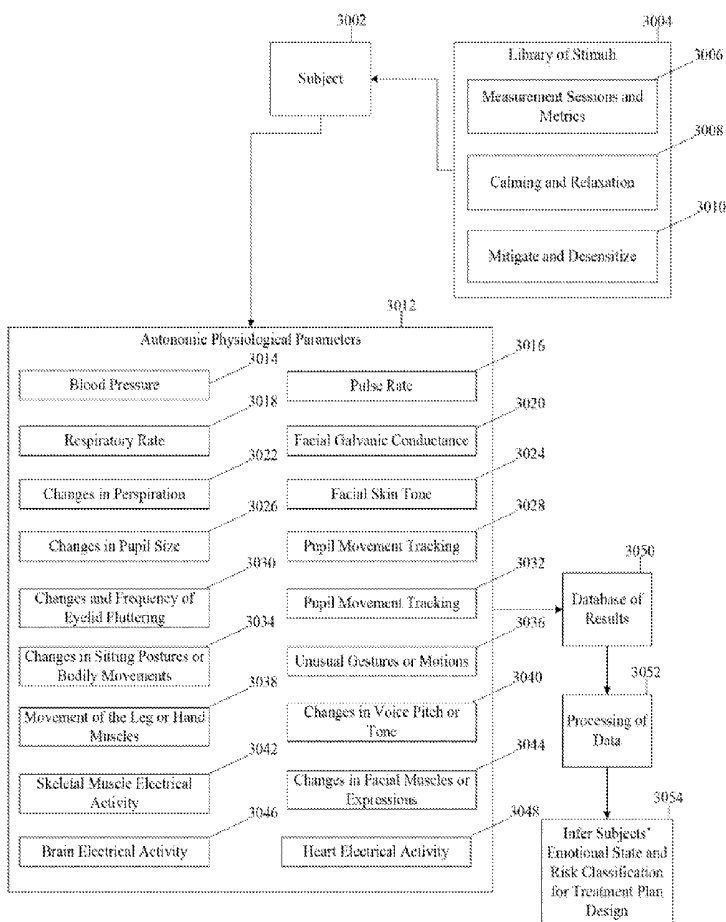 3002
Subject
3004
Library of Stimuli
3006
Measurement Sessions and
Metrics
3008
Calming and Relaxation
3010
Mitigate and Desensitize
3012
Autonomic Physiological Parameters
3014
Blood Pressure
3016
Pulse Rate
3018
Respiratory Rate
3020
Facial Galvanic Conductance
3022
Changes in Perspiration
3024
Facial Skin Tone
3026
Changes in Pupil Size
3028
Pupil Movement Tracking
3030
Changes and Frequency of
Eyelid Fluttering
3032
Pupil Movement Tracking
3034
Changes in Sitting Postures or
Bodily Movements
3036
Unusual Gestures or Motions
3038
Movement of the Leg or Hand
Muscles
3040
Changes in Voice Pitch or
Tone
3042
Skeletal Muscle Electrical
Activity
3044
Changes in Facial Muscles or
Expressions
3046
Brain Electrical Activity
3048
Heart Electrical Activity
3050
Database of
Results
3052
Processing of
Data
3054
Infer Subjects'
Emotional State and
Risk Classification
for Treatment Plan
Design